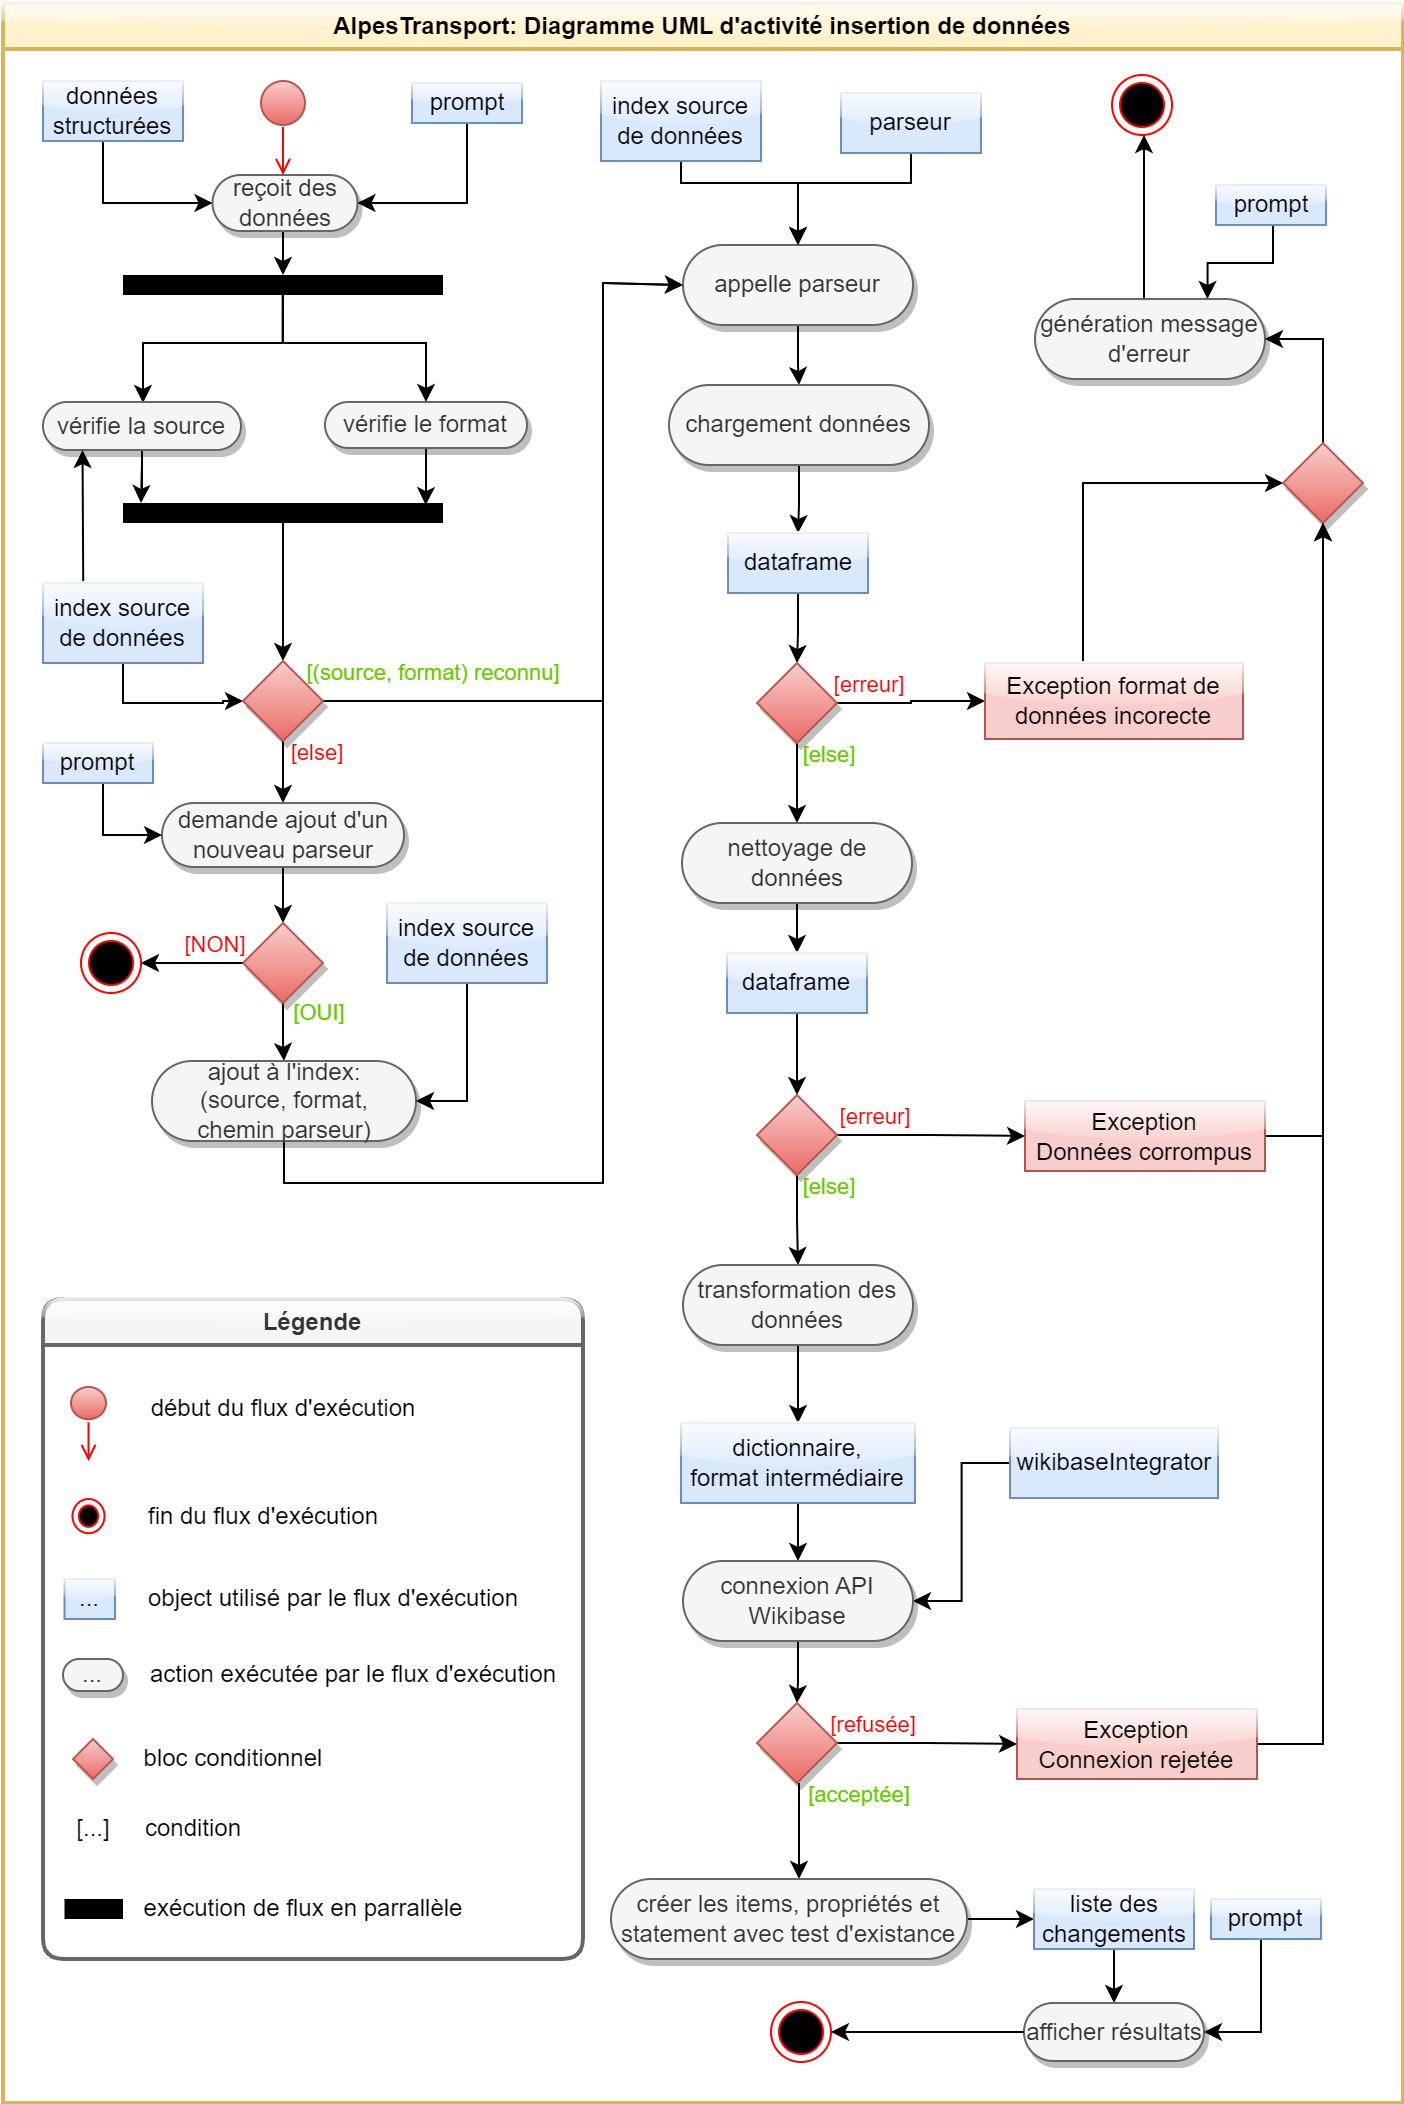 AlpesTransport: Diagramme UML d'activité insertion de données
données
structurées
prompt
reçoit des
données
vérifie la source
vérifie le format
index source
de données
[(source, format) reconnu]
[else]
prompt
demande ajout d'un
nouveau parseur
[NON]
[OUI]
index source
de données
ajout à l'index:
(source, format,
chemin parseur)
index source
de données
parseur
appelle parseur
chargement données
dataframe
[erreur]
[else]
Exception format de
données incorecte
prompt
génération message
d'erreur
nettoyage de
données
dataframe
[erreur]
[else]
Exception
Données corrompus
transformation des
données
dictionnaire,
format intermédiaire
wikibaseIntegrator
connexion API
Wikibase
[refusée]
[acceptée]
Exception
Connexion rejetée
créer les items, propriétés et
statement avec test d'existance
liste des
changements
prompt
afficher résultats
Légende
début du flux d'exécution
fin du flux d'exécution
...
object utilisé par le flux d'exécution
...
action exécutée par le flux d'exécution
bloc conditionnel
[...]
condition
exécution de flux en parrallèle